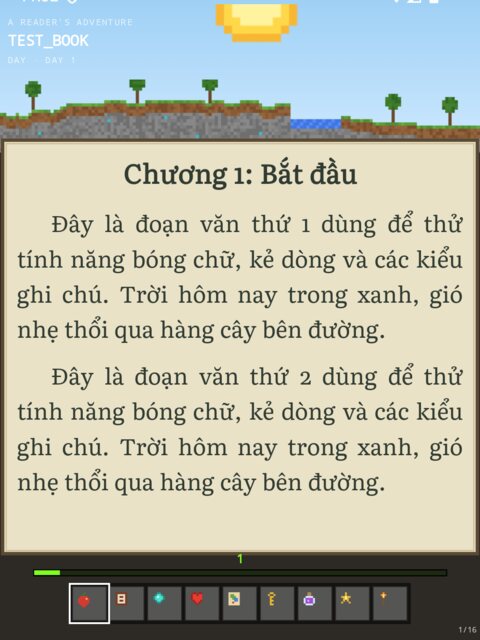 A READER'S ADVENTURE
TEST_BOOK
DAY · DAY 1
Chương 1: Bắt đầu
Đây là đoạn văn thứ 1 dùng để thử
tính năng bóng chữ, kẻ dòng và các kiểu
ghi chú. Trời hôm nay trong xanh, gió
nhẹ thổi qua hàng cây bên đường.
Đây là đoạn văn thứ 2 dùng để thử
tính năng bóng chữ, kẻ dòng và các kiểu
ghi chú. Trời hôm nay trong xanh, gió
nhẹ thổi qua hàng cây bên đường.
1
1/16